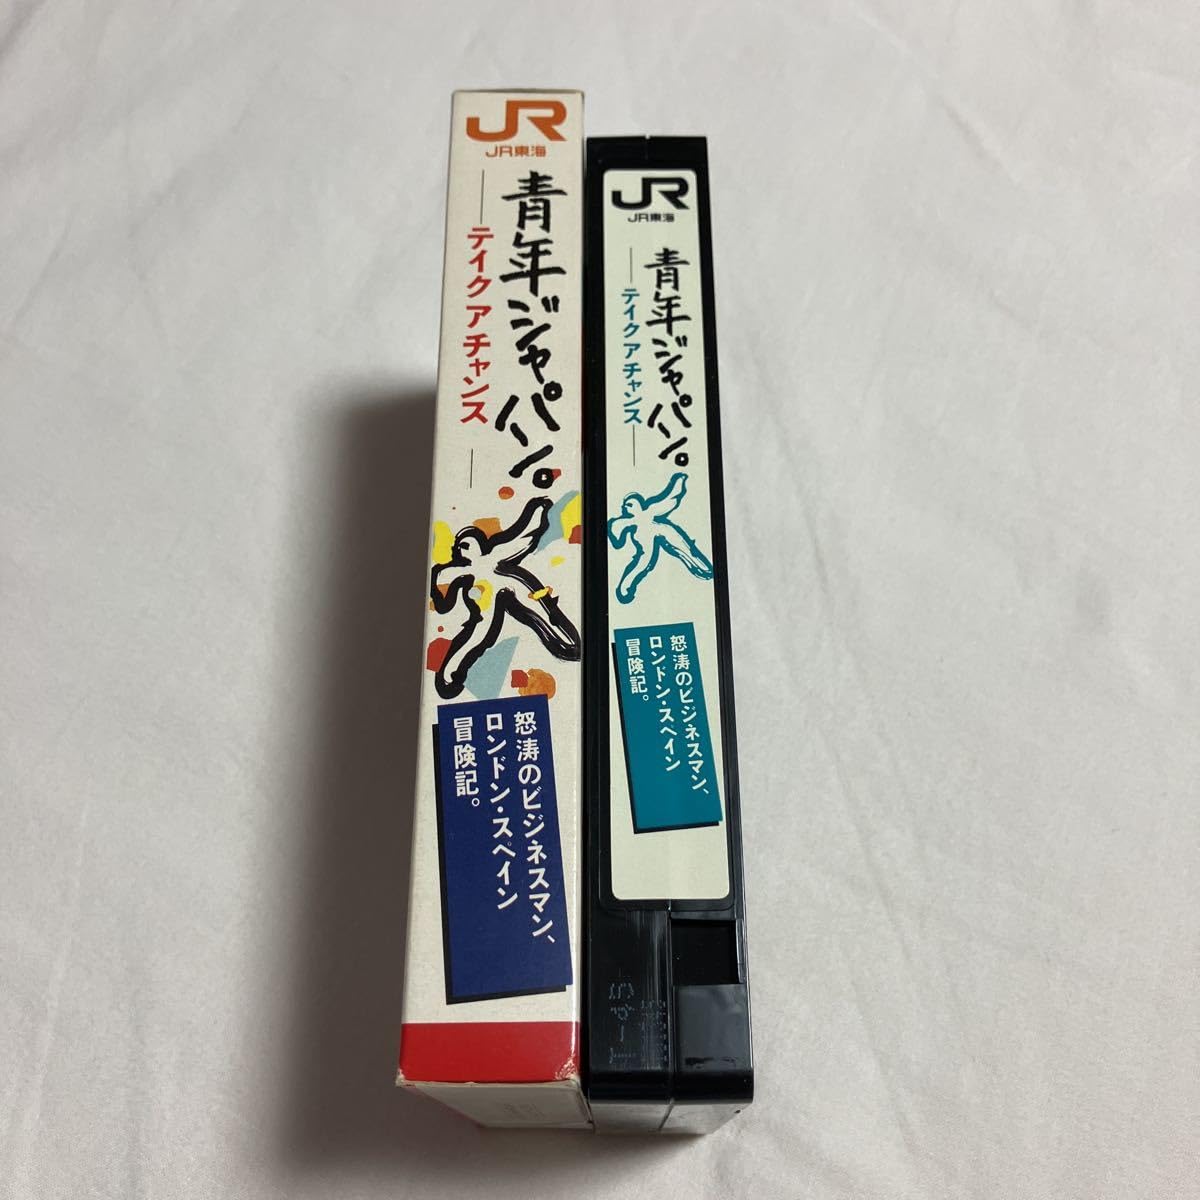 JR
JR東海
青年ジャパン。
テイク ア チャンス
怒涛のビジネスマン、
ロンドン・スペイン
冒険記。
JR
JR東海
青年ジャパン。
テイク ア チャンス
怒涛のビジネスマン、
ロンドン・スペイン
冒険記。